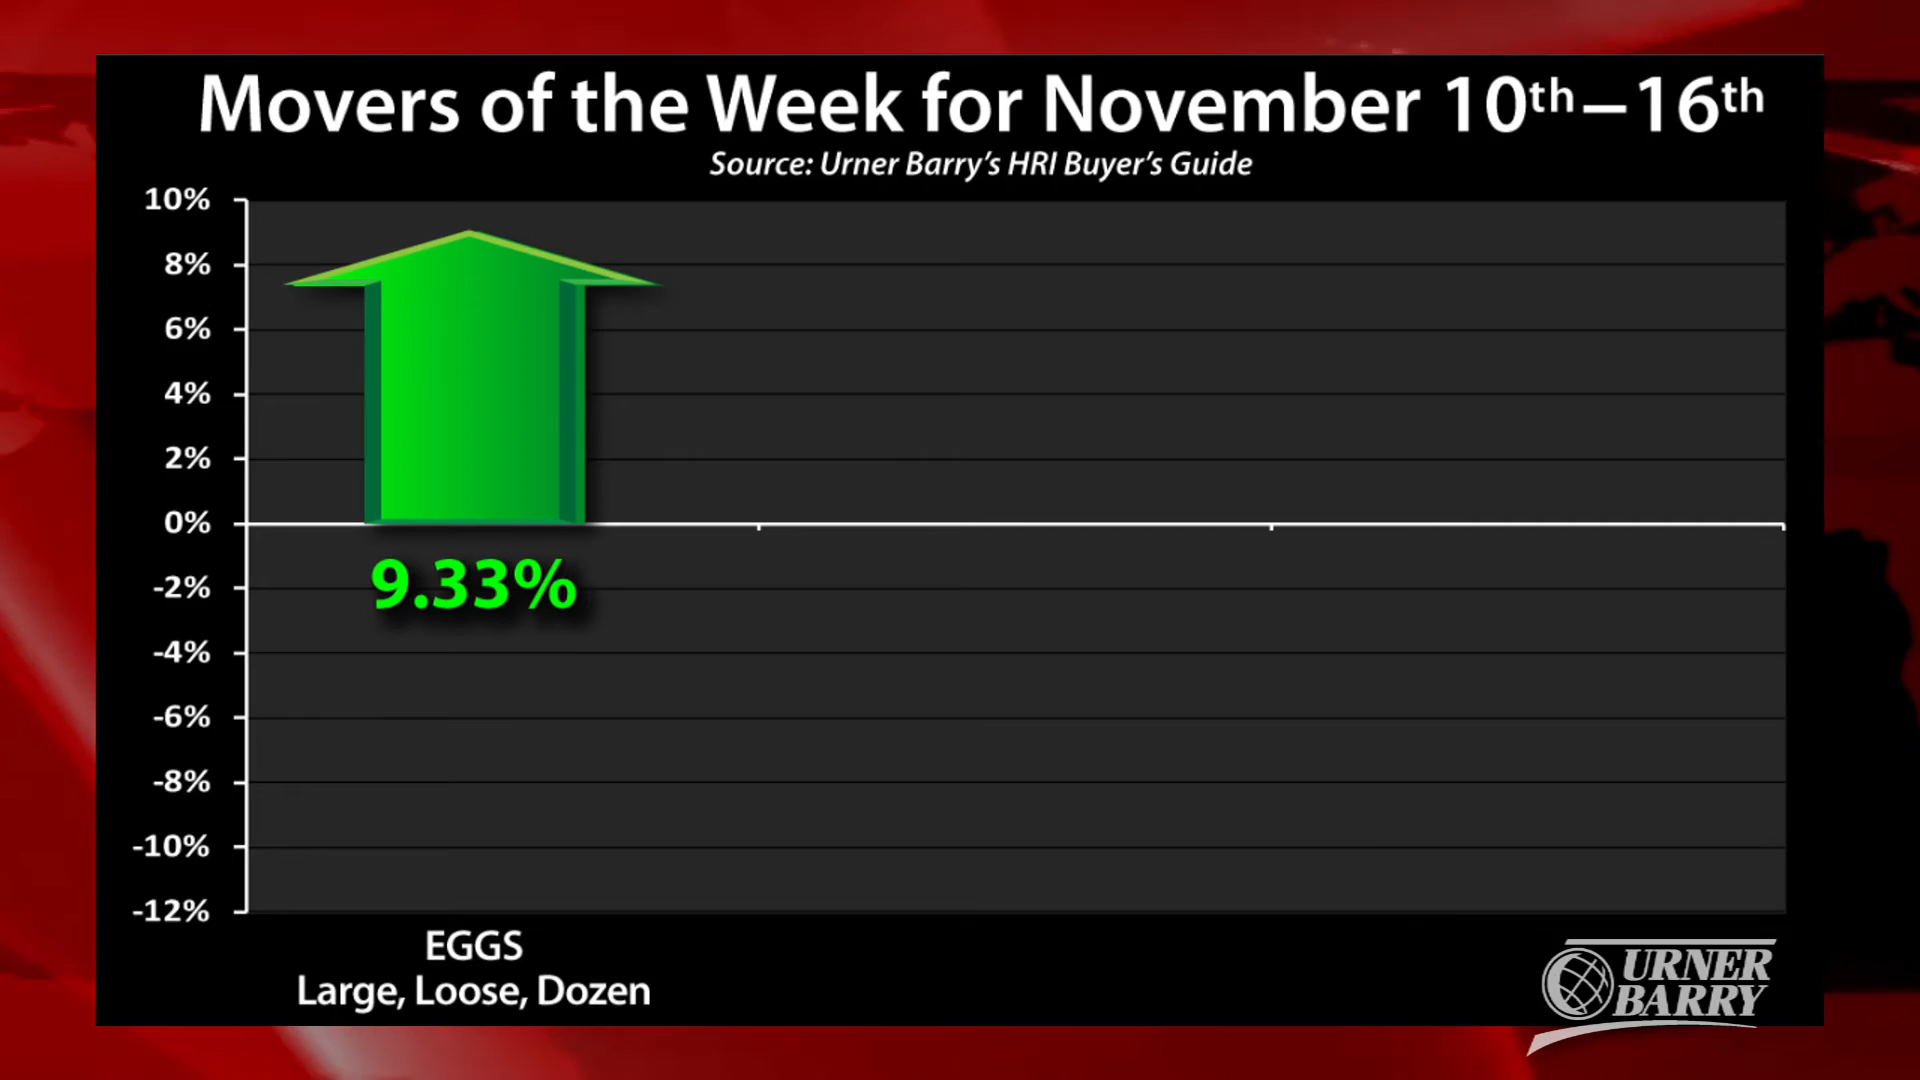 Movers of the Week for November 10th–16th
Source: Urner Barry's HRI Buyer's Guide
10%
8%
6%
4%
2%
0%
-2%
-4%
-6%
-8%
-10%
-12%
9.33%
EGGS
Large, Loose, Dozen
URNER
BARRY